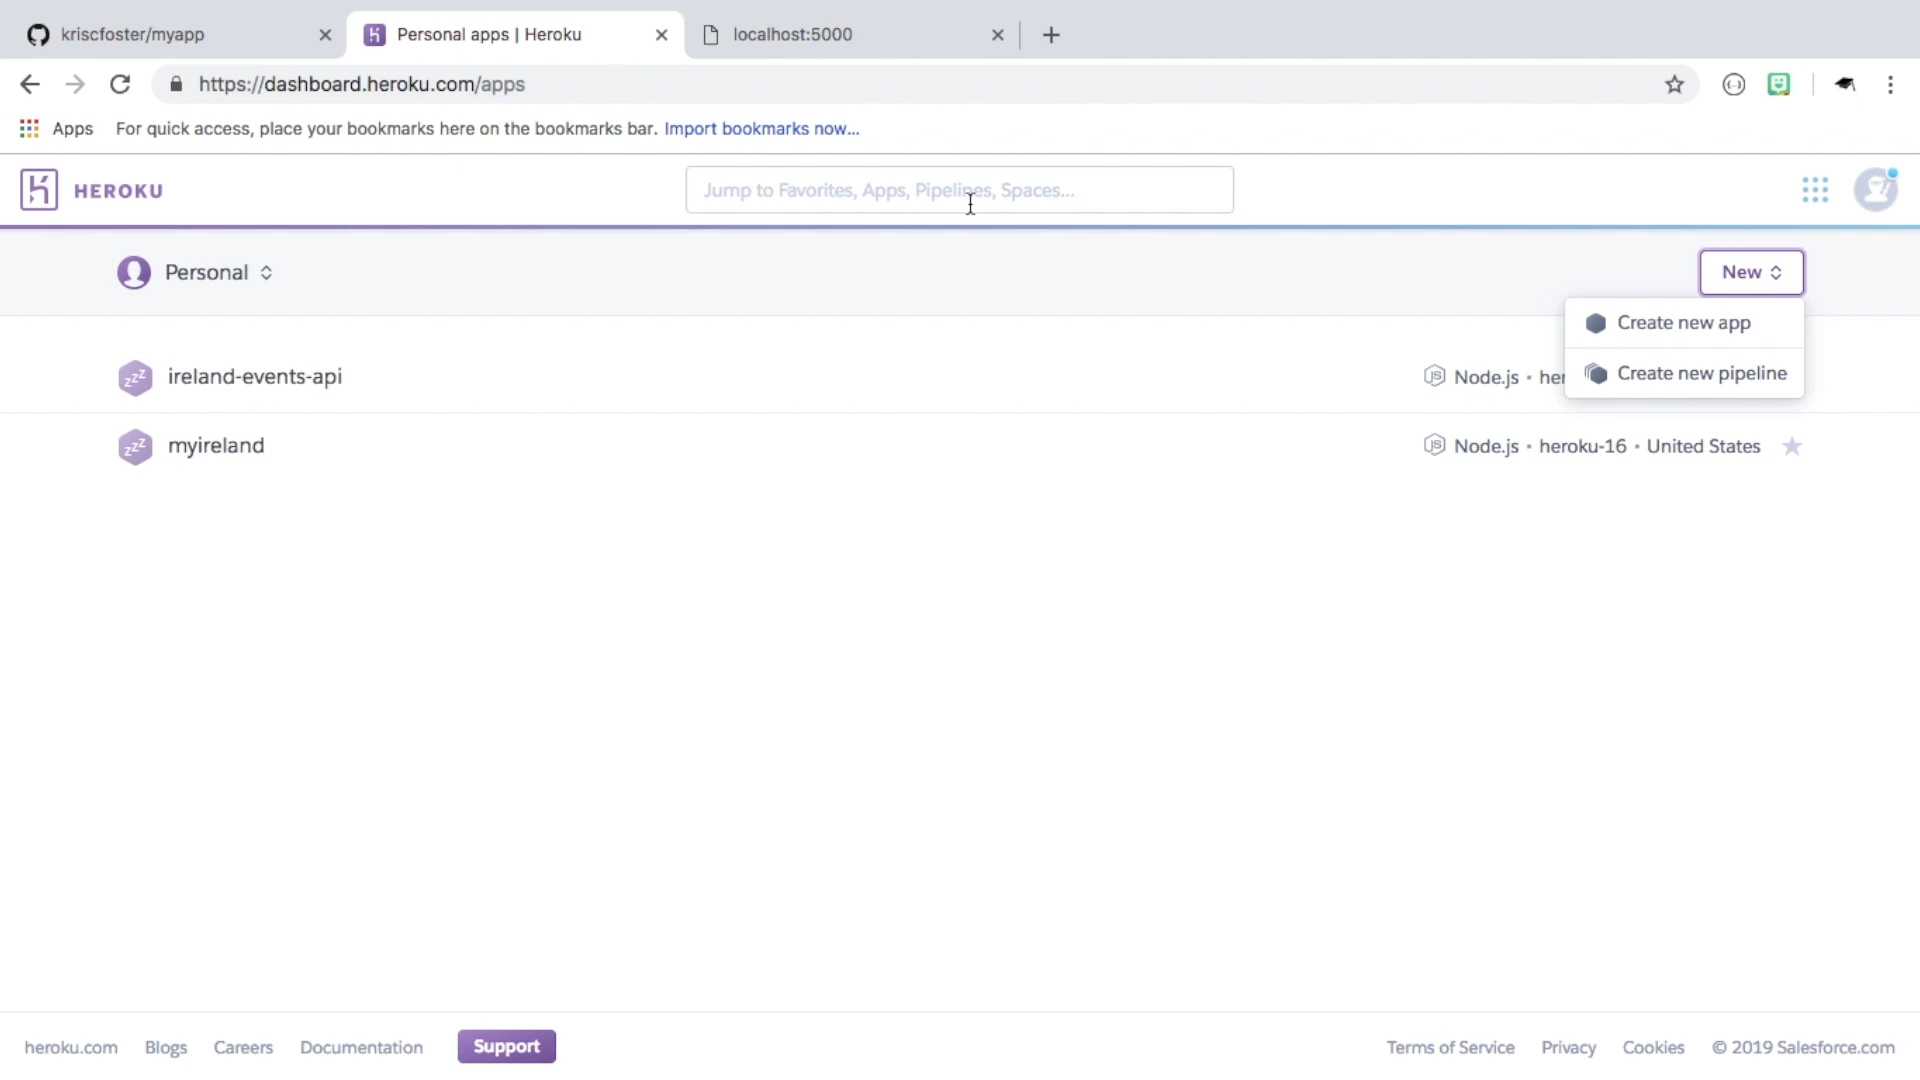 kriscfoster/myapp
Personal apps | Heroku
localhost:5000
https://dashboard.heroku.com/apps
Apps For quick access, place your bookmarks here on the bookmarks bar. Import bookmarks now...
HEROKU
Jump to Favorites, Apps, Pipelines, Spaces...
Personal
New
Create new app
ireland-events-api
Node.js • her
Create new pipeline
myireland
Node.js • heroku-16 • United States
heroku.com Blogs Careers Documentation Support Terms of Service Privacy Cookies © 2019 Salesforce.com